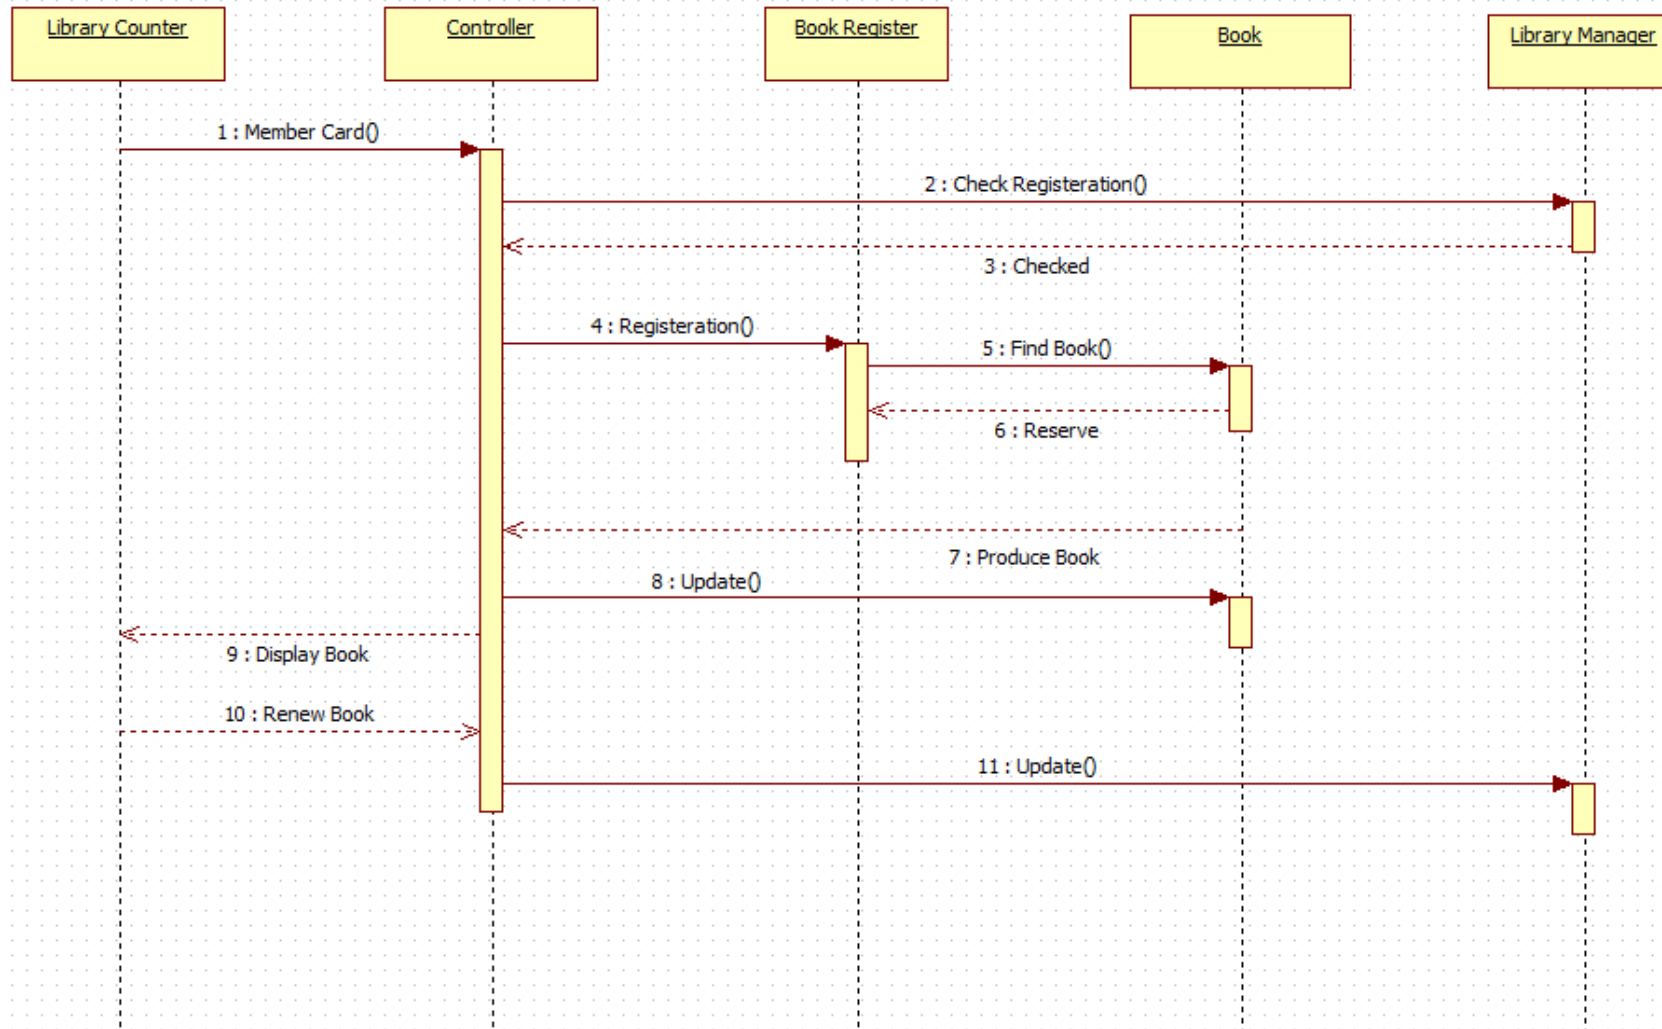 Library Counter
Controller
Book Register
Book
Library Manager
1 : Member Card()
2 : Check Registeration()
3 : Checked
4 : Registeration()
5 : Find Book()
6 : Reserve
7 : Produce Book
8 : Update()
9 : Display Book
10 : Renew Book
11 : Update()